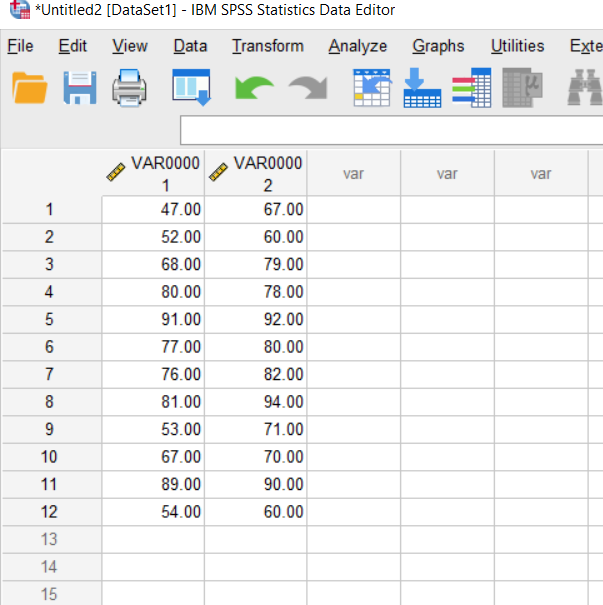 *Untitled2 [DataSet1] - IBM SPSS Statistics Data Editor
File Edit View Data Transform Analyze Graphs Utilities Exte
VAR0000 VAR0000
1 2 var var var
1 47.00 67.00
2 52.00 60.00
3 68.00 79.00
4 80.00 78.00
5 91.00 92.00
6 77.00 80.00
7 76.00 82.00
8 81.00 94.00
9 53.00 71.00
10 67.00 70.00
11 89.00 90.00
12 54.00 60.00
13
14
15